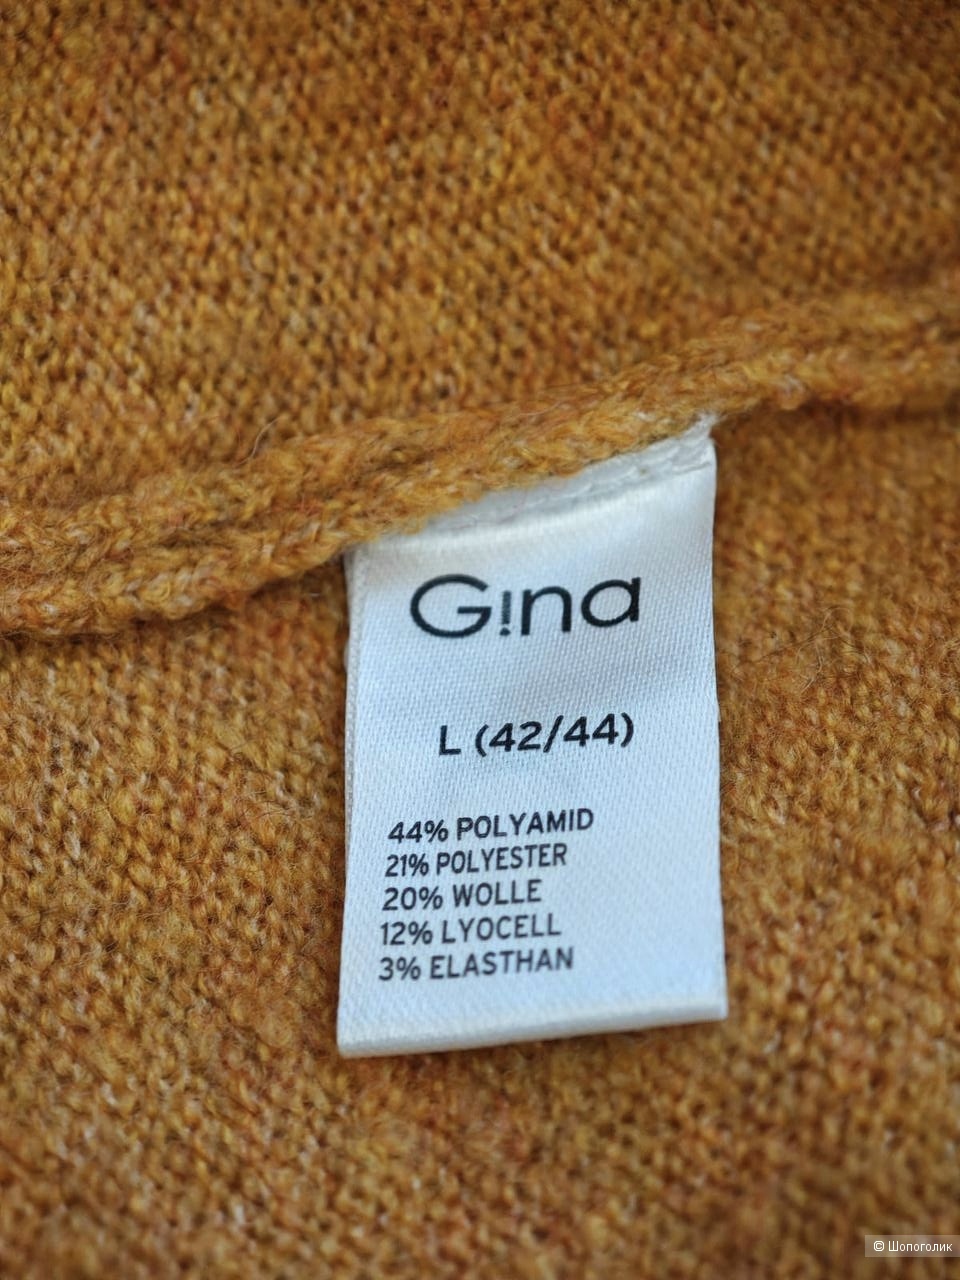 G!na
L (42/44)
44% POLYAMID
21% POLYESTER
20% WOLLE
12% LYOCELL
3% ELASTHAN
© Шопоголик